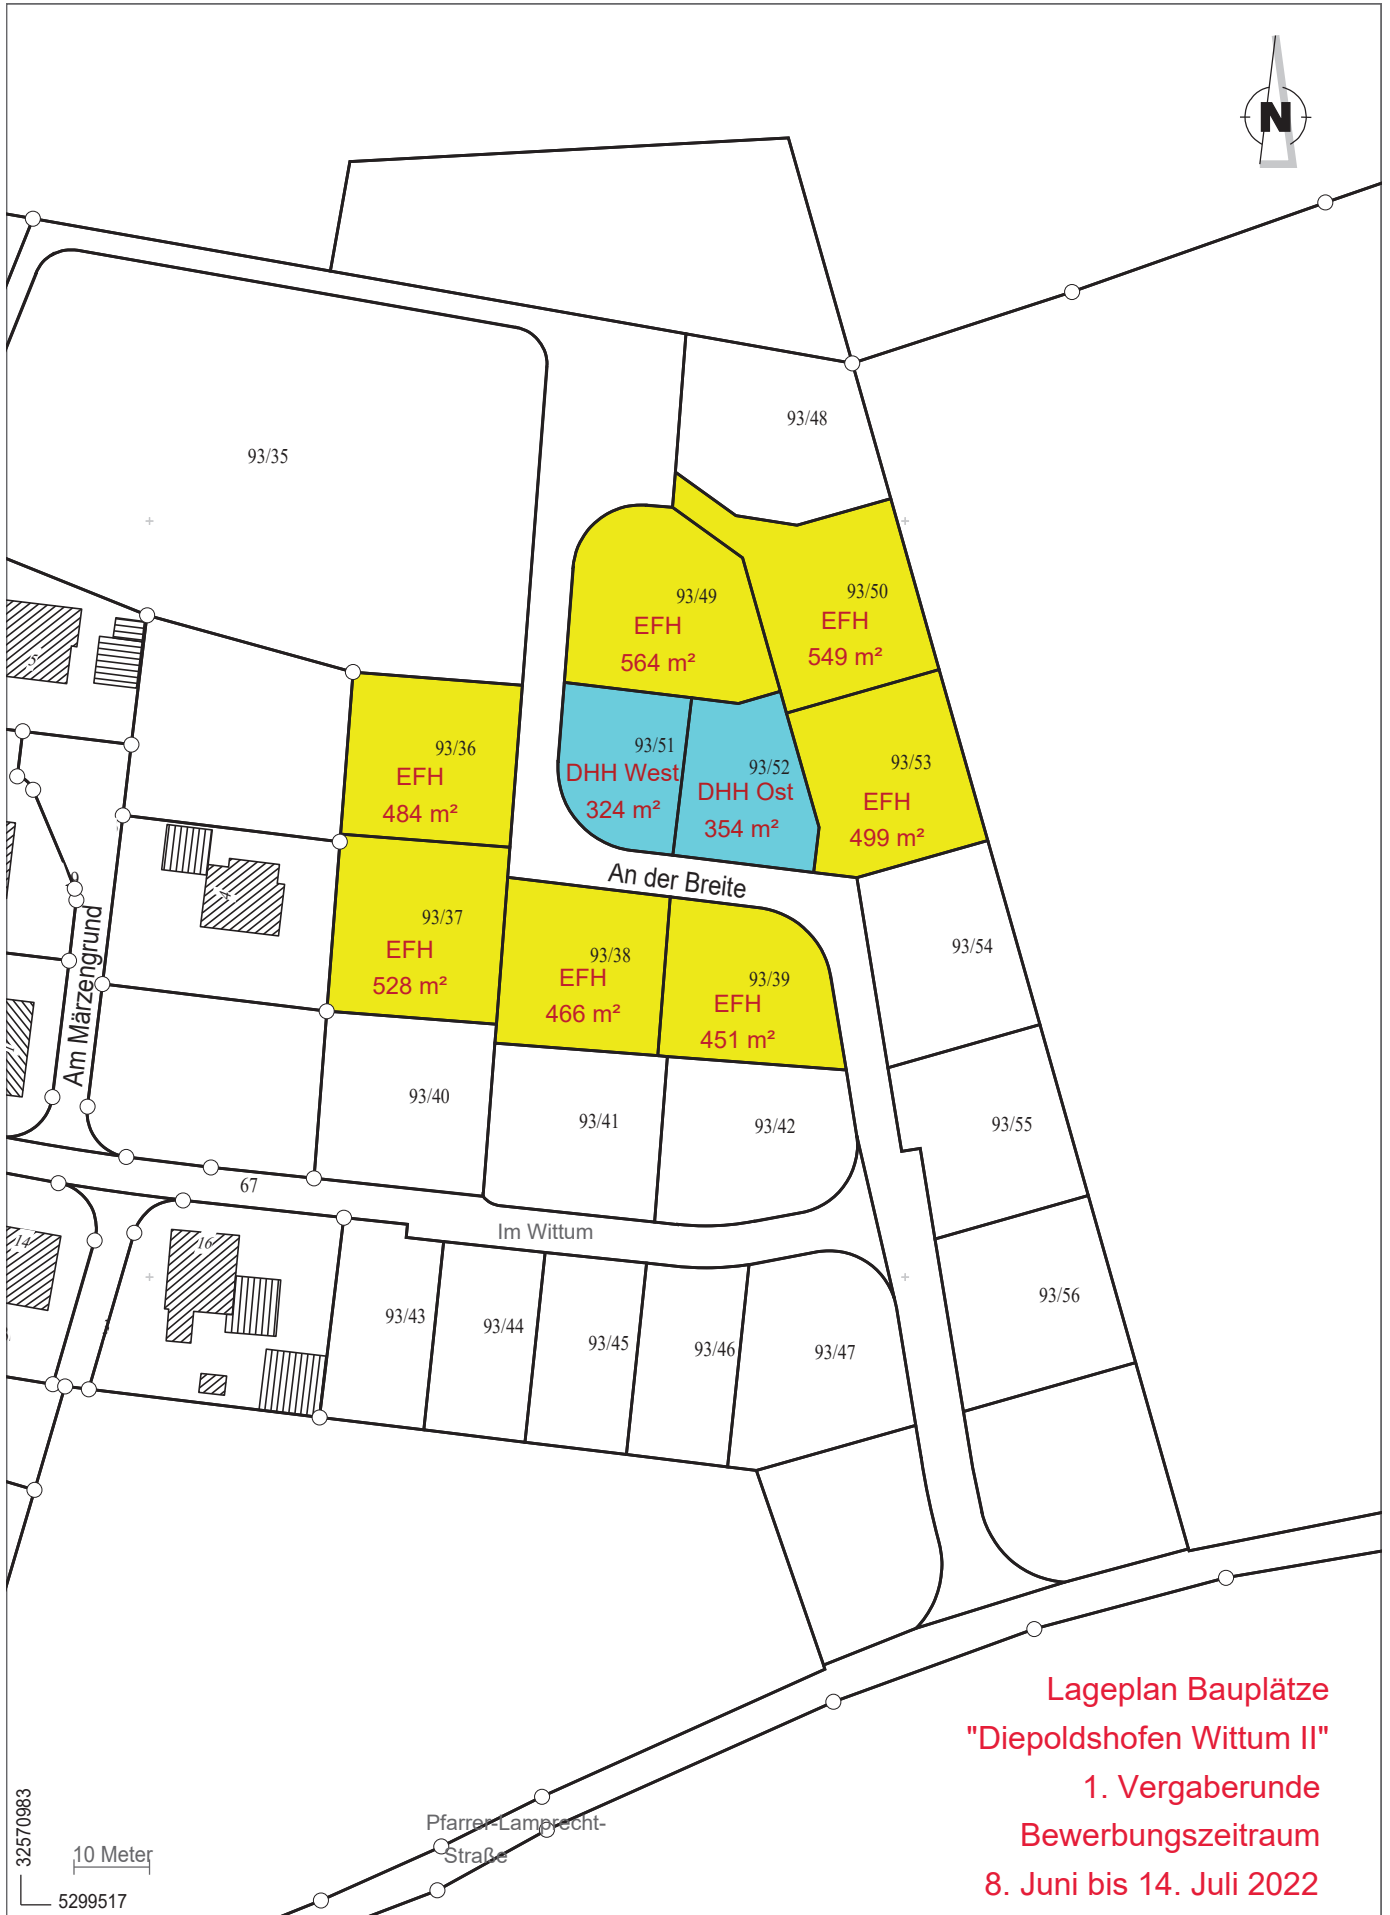 N
93/48
93/35
93/49
EFH
564 m²
93/50
EFH
549 m²
5
93/36
EFH
484 m²
93/51
DHH West
324 m²
93/52
DHH Ost
354 m²
93/53
EFH
499 m²
An der Breite
Am Märzengrund
93/37
EFH
528 m²
93/38
EFH
466 m²
93/39
EFH
451 m²
93/54
93/40
93/41
93/42
93/55
67
Im Wittum
14
16
93/43
93/44
93/45
93/46
93/47
93/56
Lageplan Bauplätze
"Diepoldshofen Wittum II"
1. Vergaberunde
Bewerbungszeitraum
8. Juni bis 14. Juli 2022
Pfarrer-Lamprecht-
Straße
32570983
10 Meter
5299517